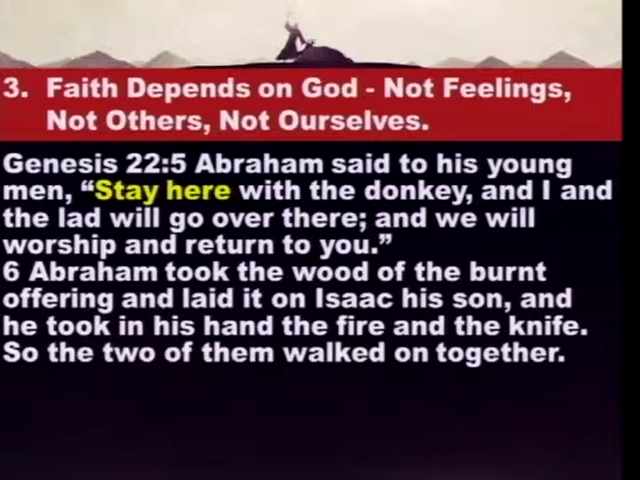 3. Faith Depends on God - Not Feelings,
Not Others, Not Ourselves.
Genesis 22:5 Abraham said to his young
men, “Stay here with the donkey, and I and
the lad will go over there; and we will
worship and return to you.”
6 Abraham took the wood of the burnt
offering and laid it on Isaac his son, and
he took in his hand the fire and the knife.
So the two of them walked on together.